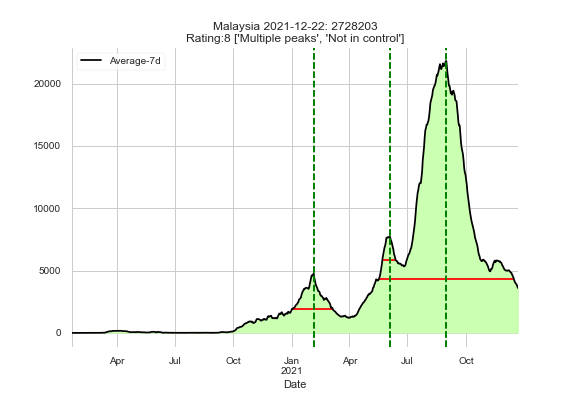 Malaysia 2021-12-22: 2728203
Rating:8 ['Multiple peaks', 'Not in control']
Average-7d
20000
15000
10000
5000
0
Apr Jul Oct Jan Apr Jul Oct
2021
Date